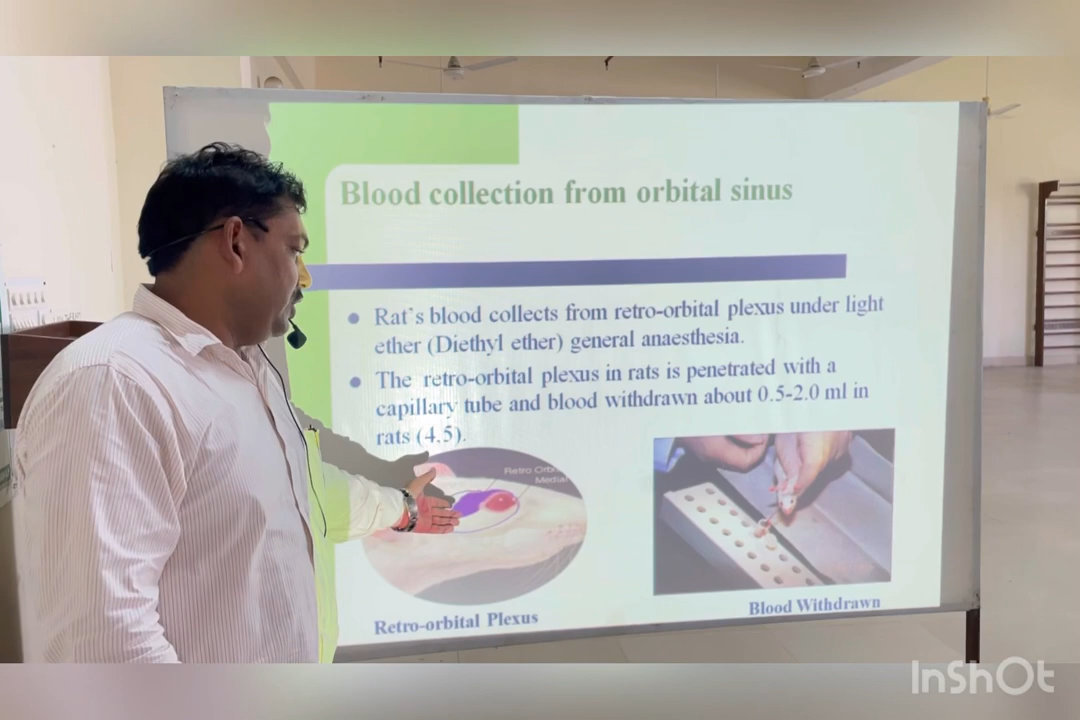 Blood collection from orbital sinus
Rat's blood collects from retro-orbital plexus under light
ether (Diethyl ether) general anaesthesia.
The retro-orbital plexus in rats is penetrated with a
capillary tube and blood withdrawn about 0.5-2.0 ml in
rats (4,5).
Retro
Medial
Retro-orbital Plexus
Blood Withdrawn
InShOt